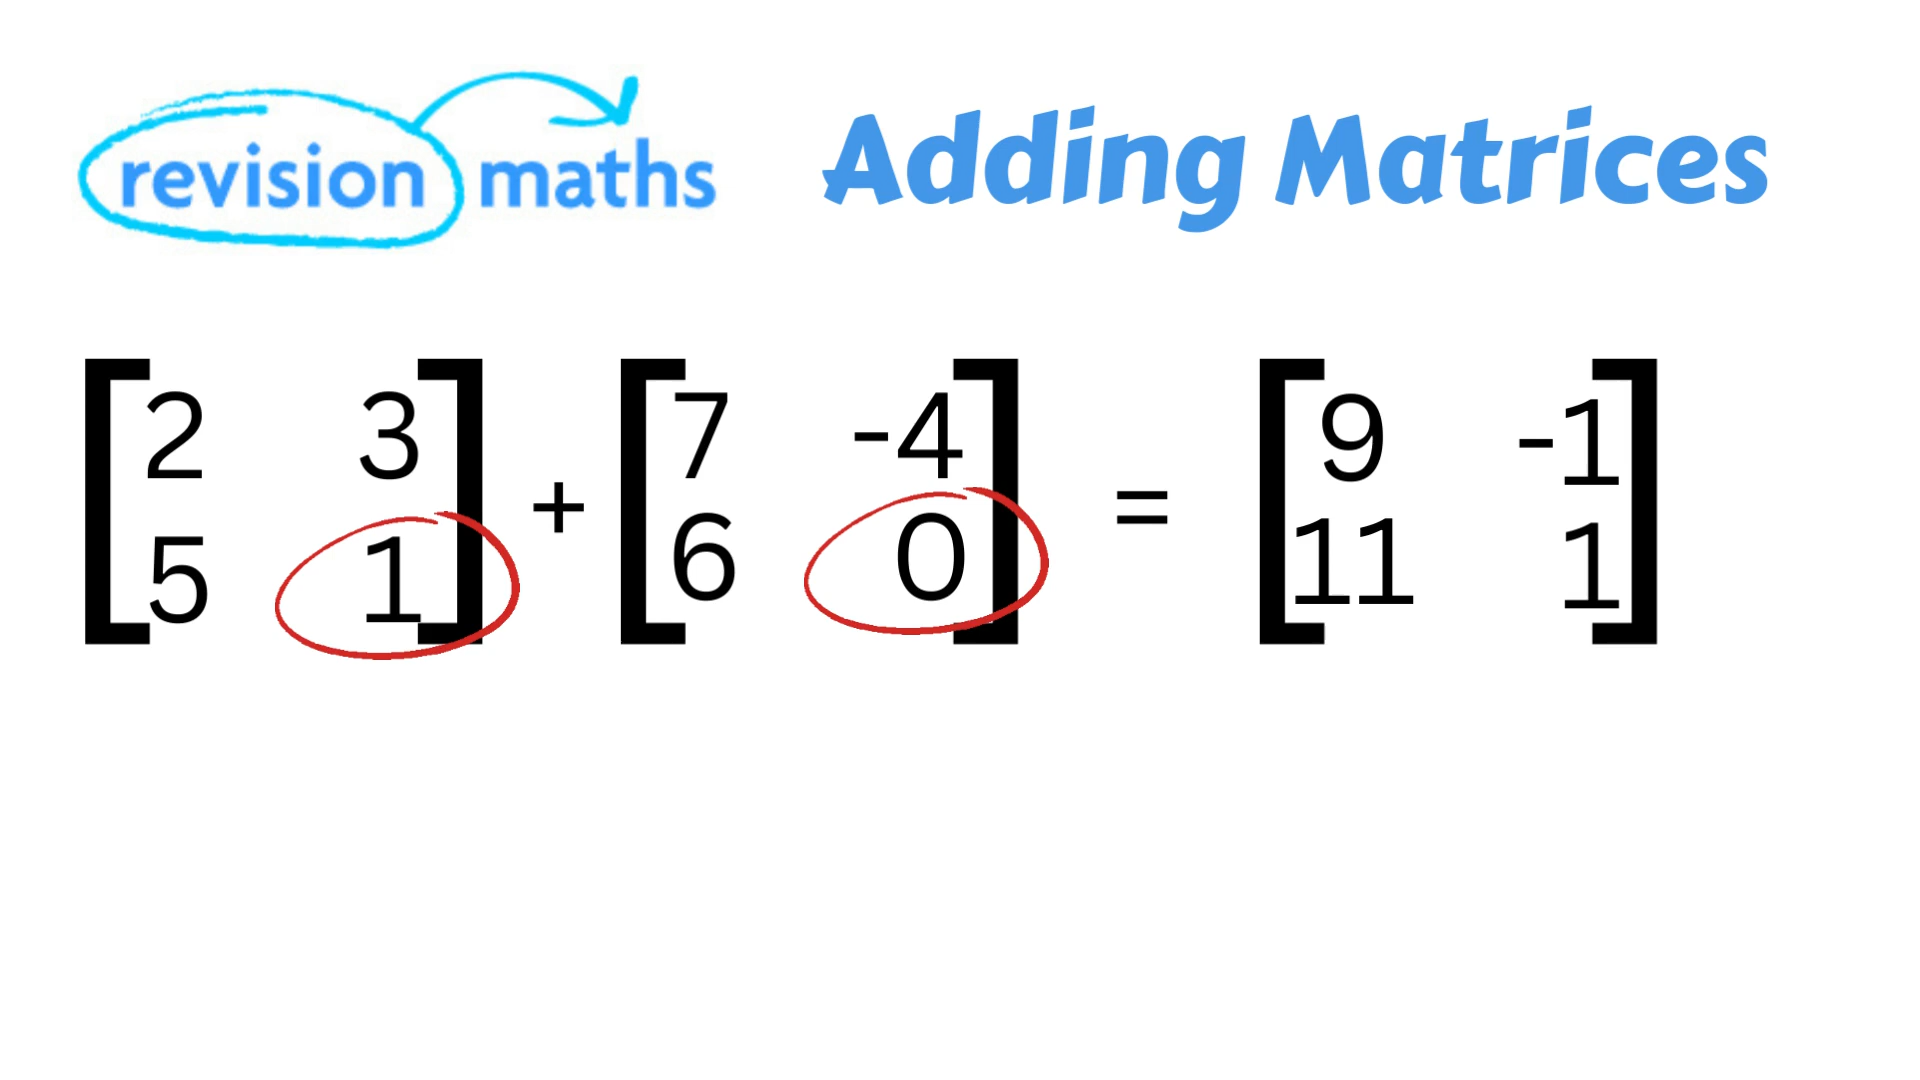 revision maths Adding Matrices
[2 3] + [7 -4] = [9 -1]
[5 1] [6 0] [11 1]